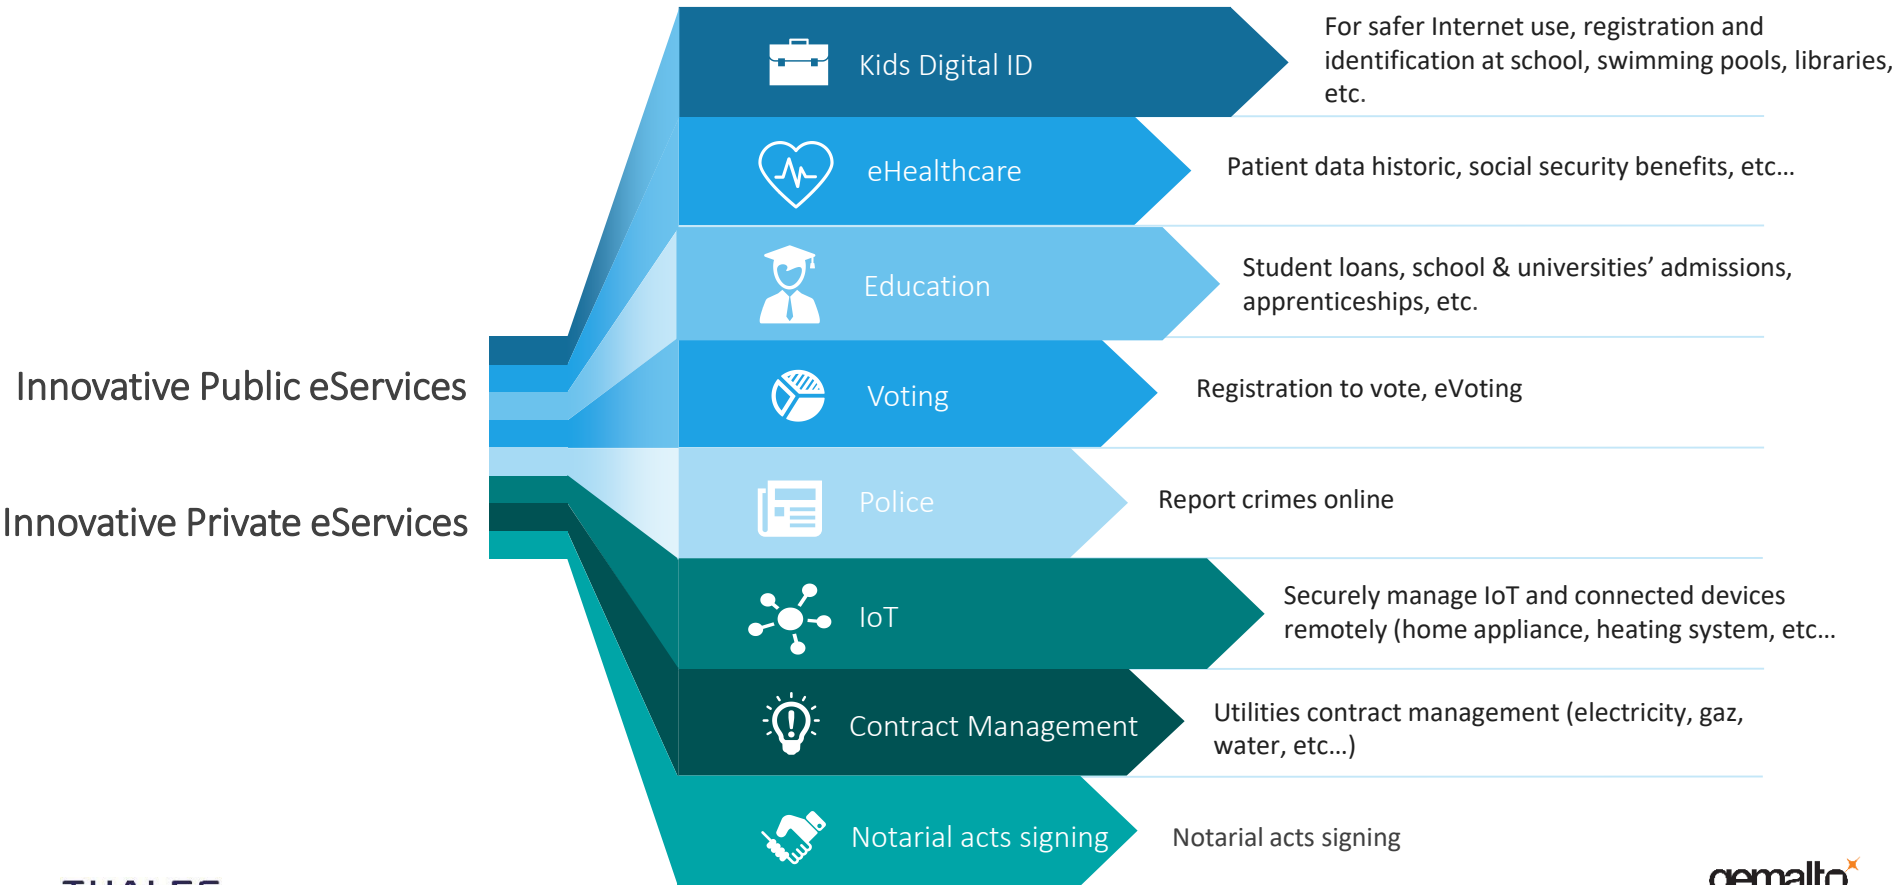 Kids Digital ID
For safer Internet use, registration and
identification at school, swimming pools, libraries,
etc.
eHealthcare
Patient data historic, social security benefits, etc...
Education
Student loans, school & universities’ admissions,
apprenticeships, etc.
Innovative Public eServices
Voting
Registration to vote, eVoting
Police
Report crimes online
Innovative Private eServices
IoT
Securely manage IoT and connected devices
remotely (home appliance, heating system, etc...
Contract Management
Utilities contract management (electricity, gaz,
water, etc...)
Notarial acts signing
Notarial acts signing
THALES
gemalto